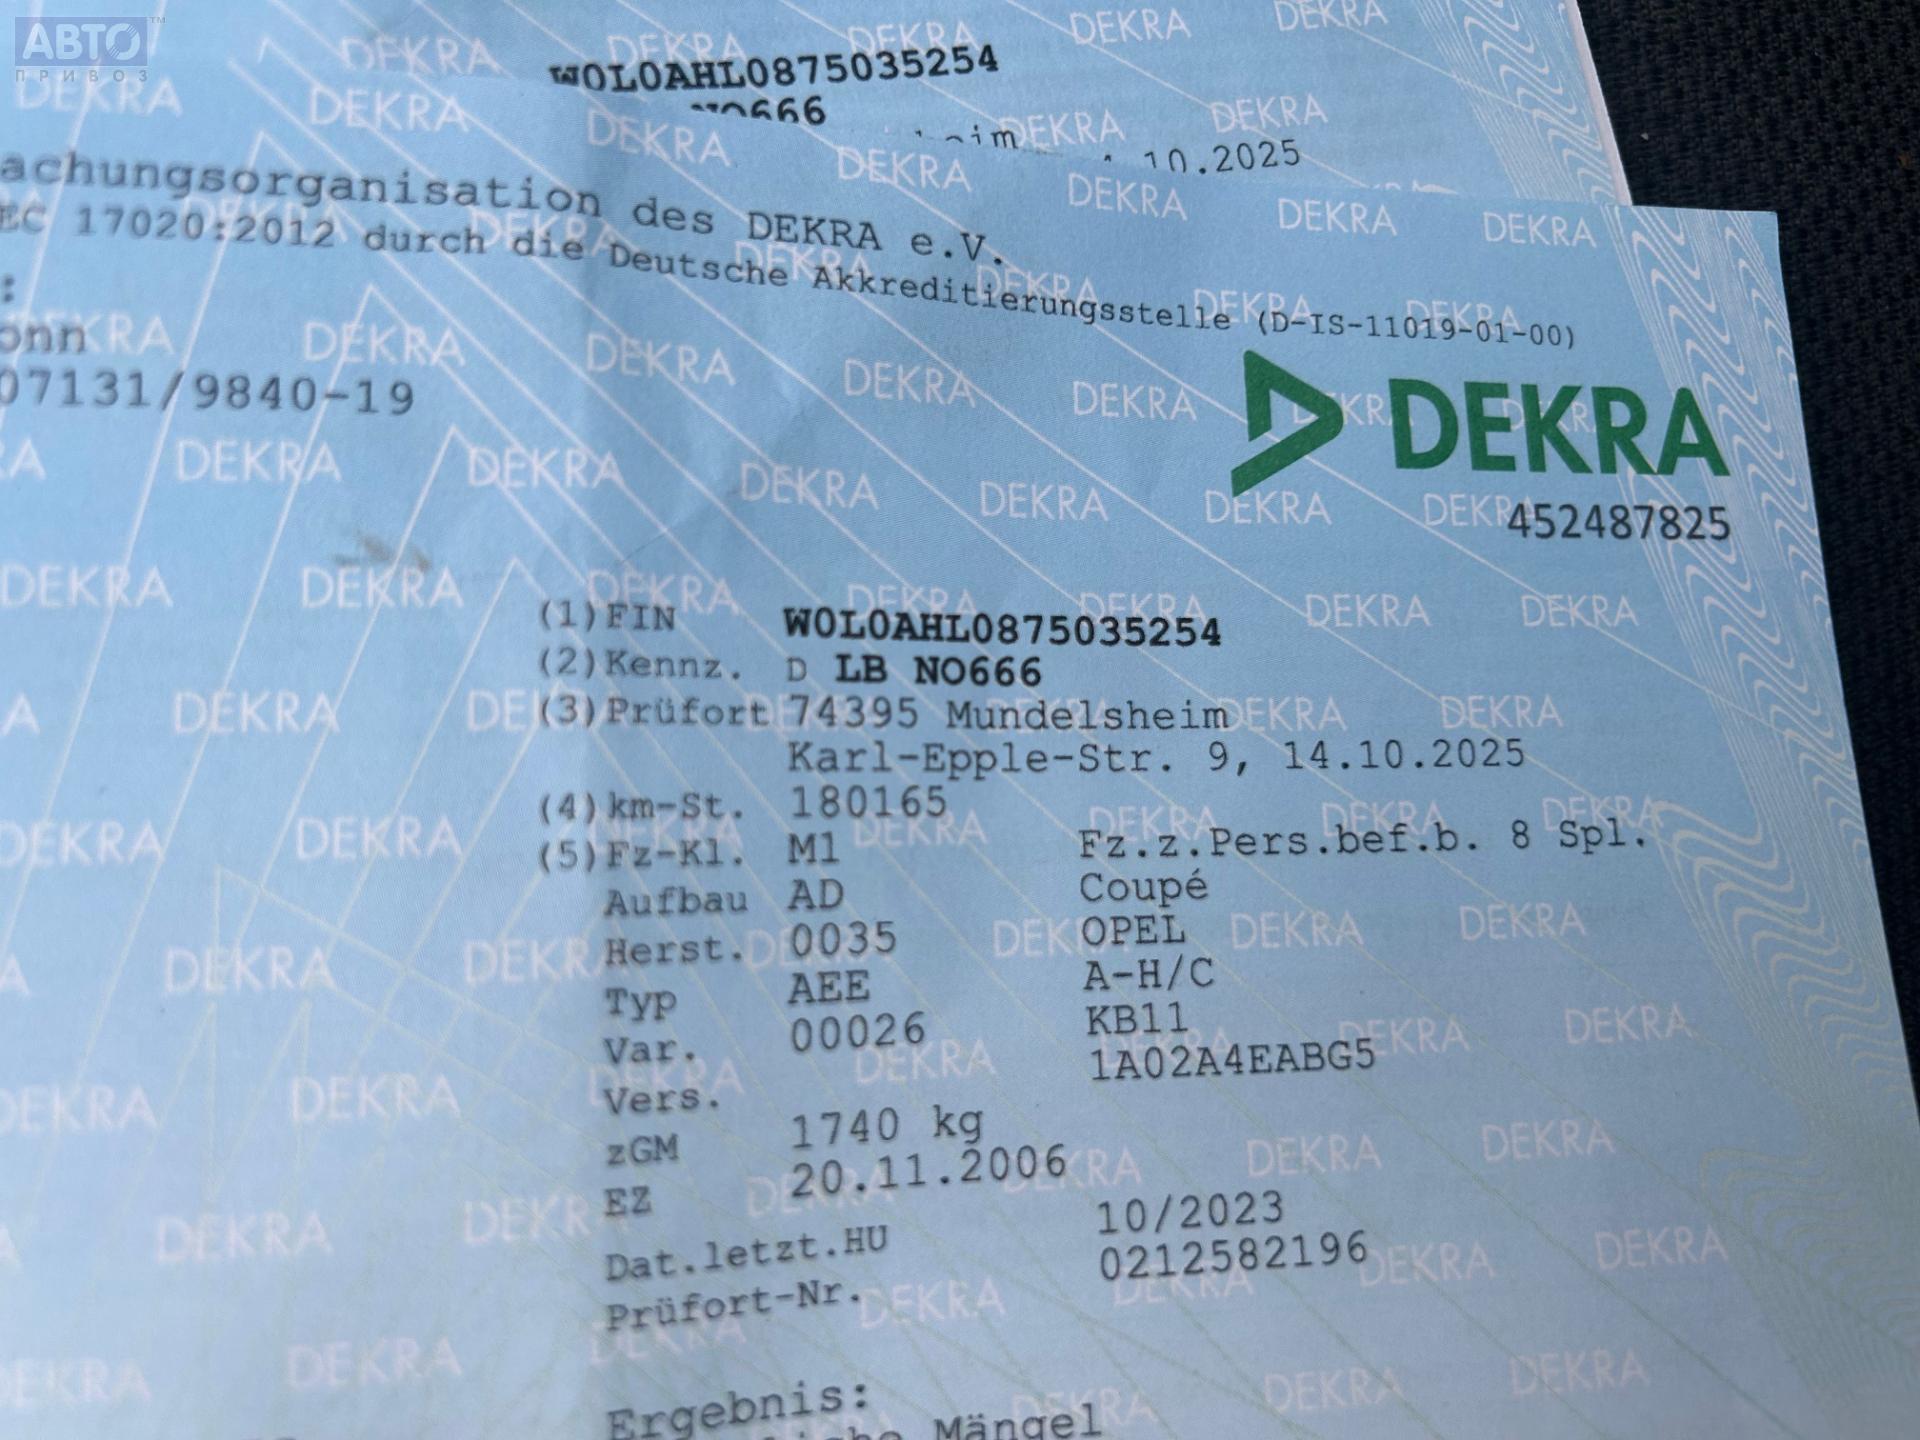 АВТО™
ПРИВОЗ
W0L0AHL0875035254
NO666
10.2025
achungsorganisation des DEKRA e.V.
EC 17020:2012 durch die Deutsche Akkreditierungsstelle (D-IS-11019-01-00)
:
onn
07131/9840-19
DEKRA
452487825
(1) FIN W0L0AHL0875035254
(2) Kennz. D LB NO666
(3) Prüfort 74395 Mundelsheim
Karl-Epple-Str. 9, 14.10.2025
(4) km-St. 180165
(5) Fz-Kl. M1 Fz.z.Pers.bef.b. 8 Spl.
Aufbau AD Coupé
Herst. 0035 OPEL
Typ AEE A-H/C
Var. 00026 KB11
Vers. 1A02A4EABG5
zGM 1740 kg
EZ 20.11.2006
Dat.letzt.HU 10/2023
Prüfort-Nr. 0212582196
Ergebnis:
Mängel